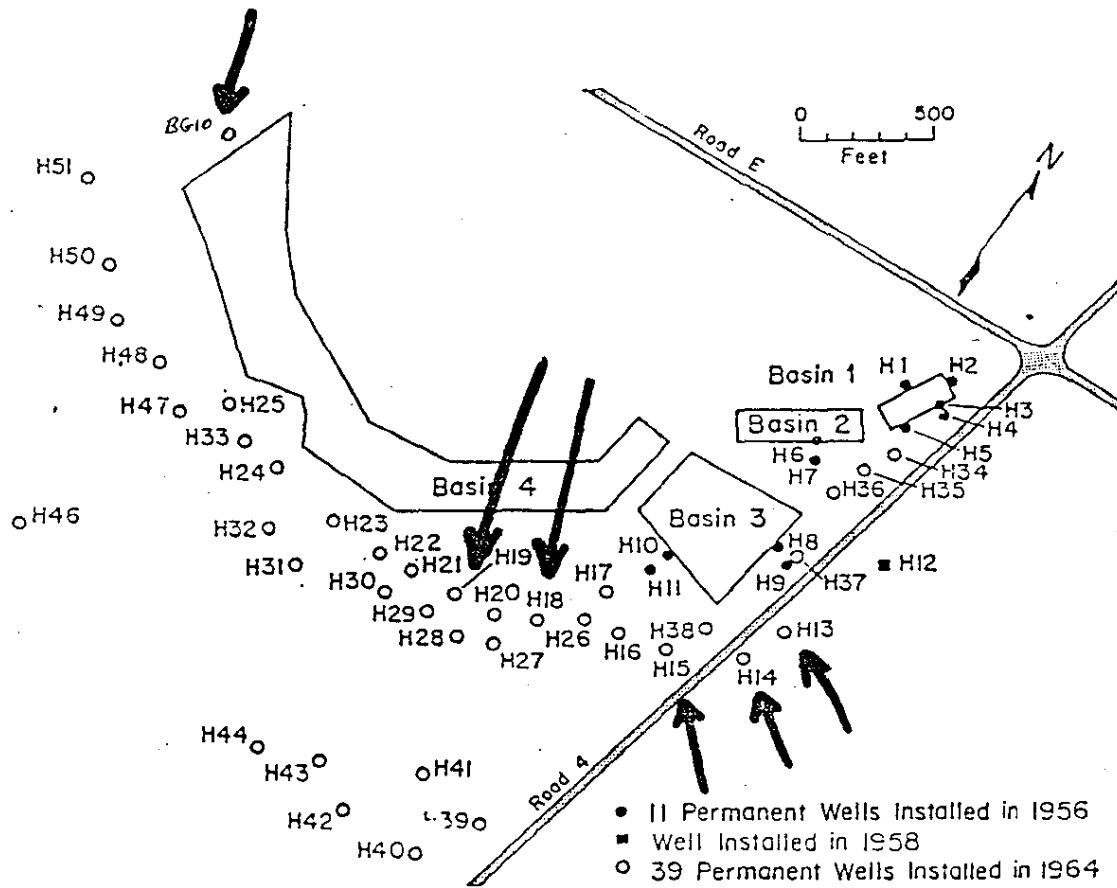 BG10
H51
0 500
Feet
Road E
N
H50
H49
H48
H1 H2
Basin 1
H47 H25
H3
H4
Basin 2
H33
H5
H6
H34
H24
H7
Basin 4
H35
H36
Basin 3
H46
H23
H32
H22
H10
H8
H19
H21
H31
H12
H9
H11
H37
H17
H30
H20
H18
H29
H28
H26
H38
H13
H16
H27
H15
H14
H44
H43
H41
Road 4
H42
39
H40
11 Permanent Wells Installed in 1956
Well Installed in 1958
39 Permanent Wells Installed in 1964